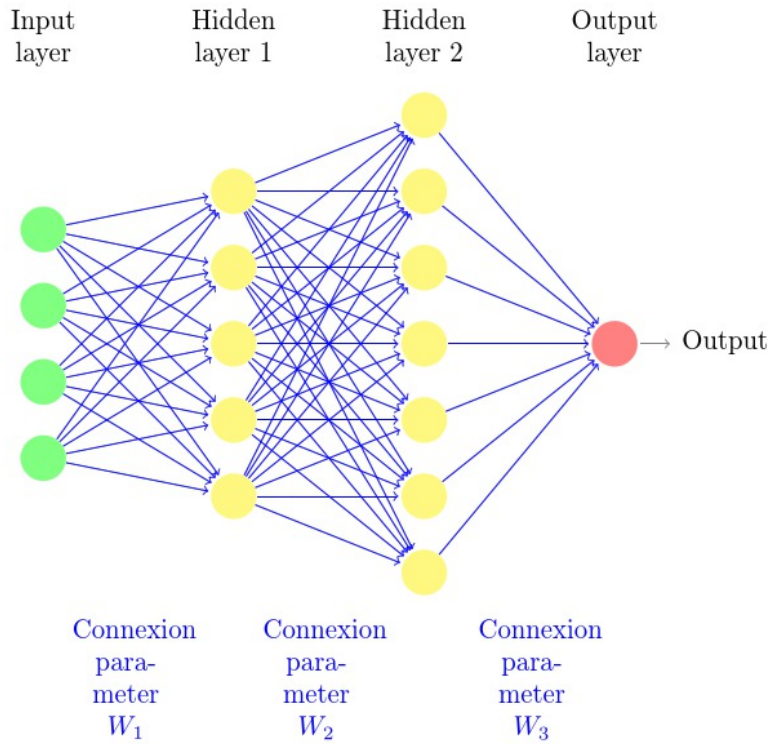 Input
layer
Hidden
layer 1
Hidden
layer 2
Output
layer
Output
Connexion
para-
meter
W₁
Connexion
para-
meter
W₂
Connexion
para-
meter
W₃